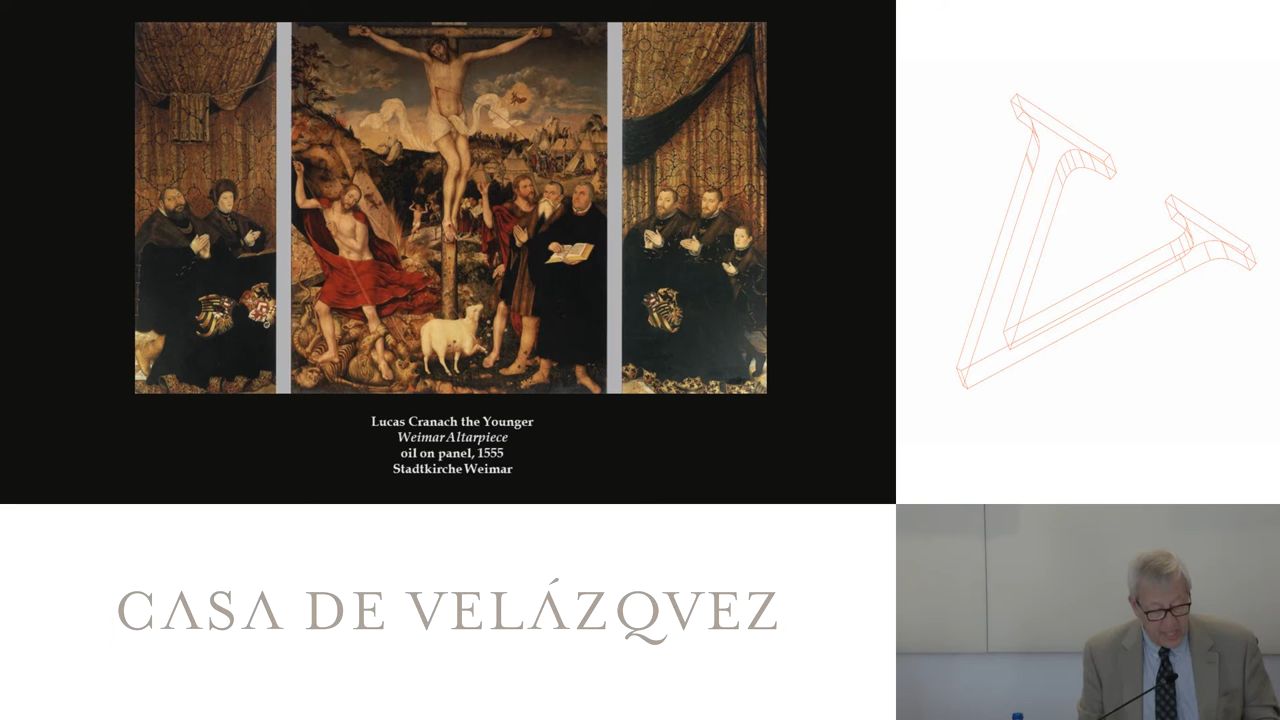 Lucas Cranach the Younger
Weimar Altarpiece
oil on panel, 1555
Stadtkirche Weimar
CASA DE VELÁZQVEZ